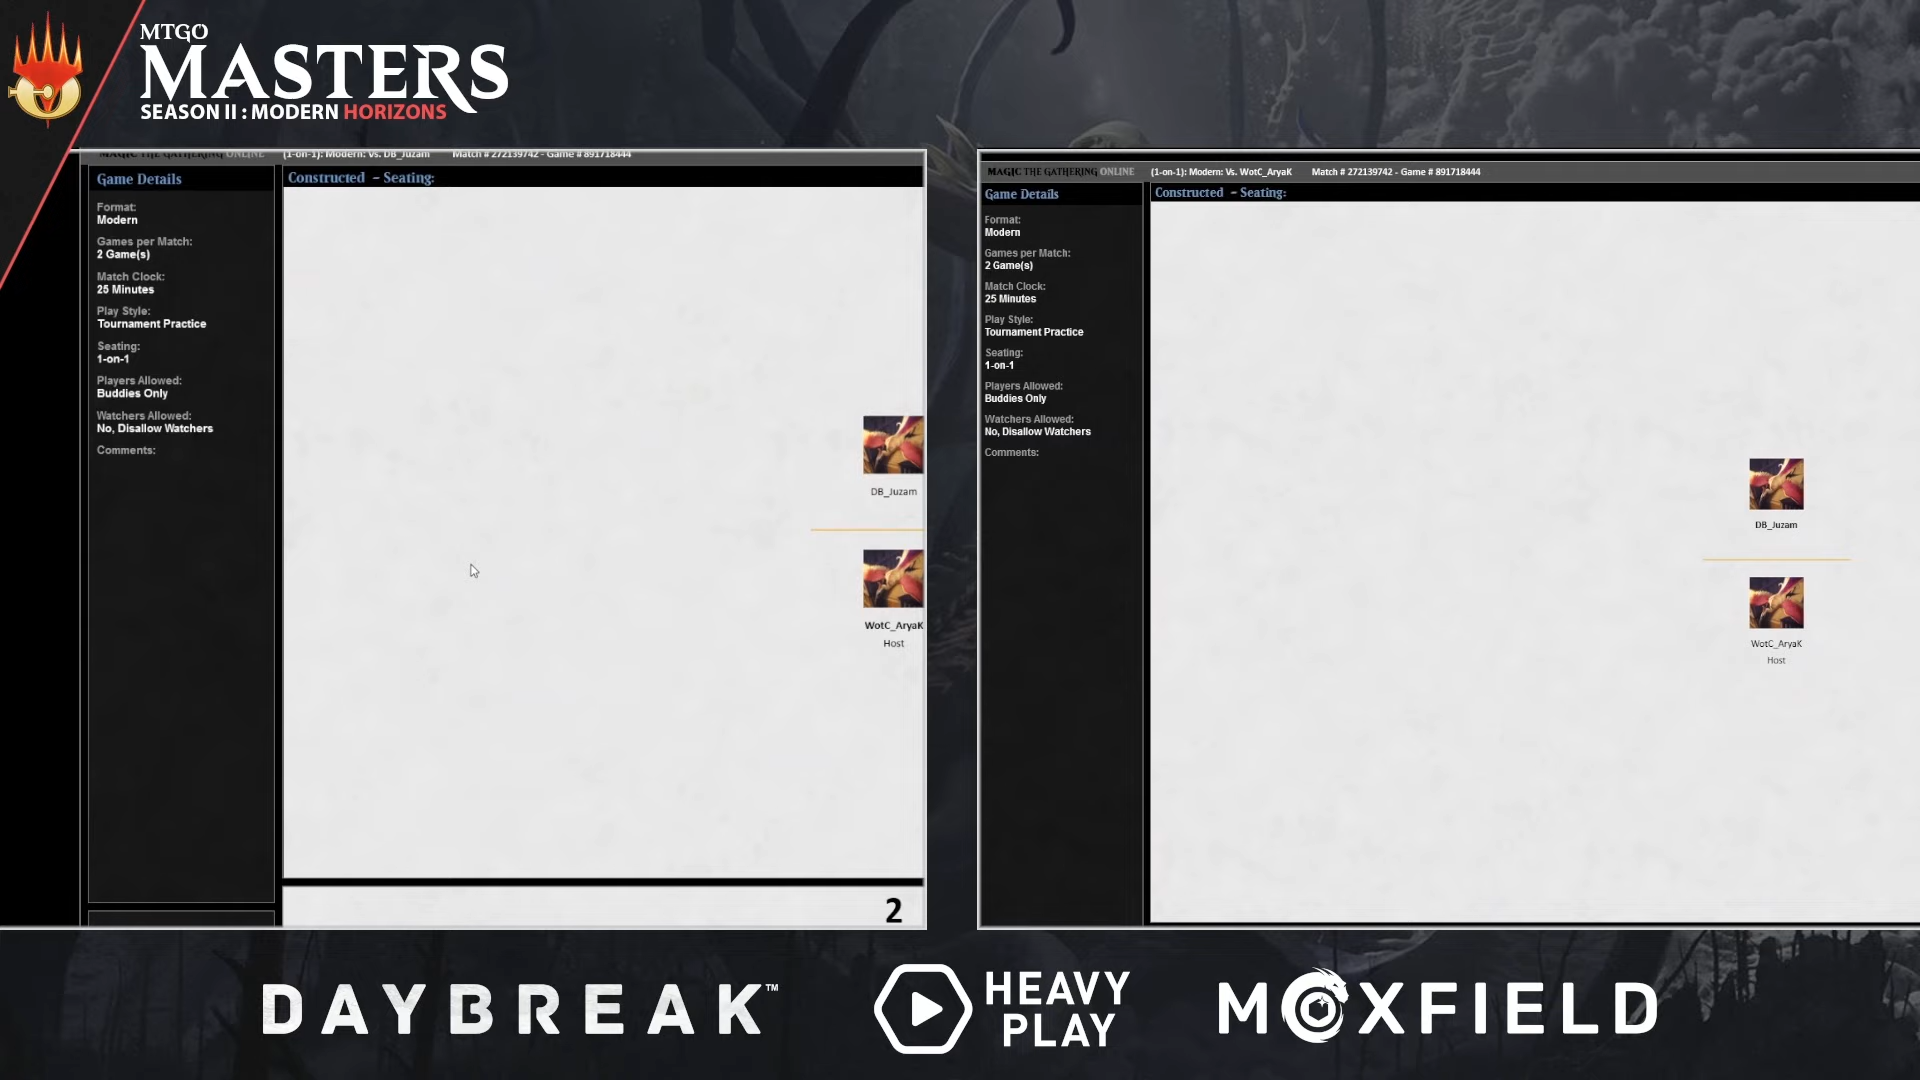 MTGO
MASTERS
SEASON II : MODERN HORIZONS
MAGIC THE GATHERING ONLINE (1-on-1): Modern: Vs. DB_Juzam Match # 272139742 - Game # 891718444
Game Details
Constructed – Seating:
Format:
Modern
Games per Match:
2 Game(s)
Match Clock:
25 Minutes
Play Style:
Tournament Practice
Seating:
1-on-1
Players Allowed:
Buddies Only
Watchers Allowed:
No, Disallow Watchers
Comments:
DB_Juzam
WotC_AryaK
Host
2
MAGIC THE GATHERING ONLINE (1-on-1): Modern: Vs. WotC_AryaK Match # 272139742 - Game # 891718444
Game Details
Constructed – Seating:
Format:
Modern
Games per Match:
2 Game(s)
Match Clock:
25 Minutes
Play Style:
Tournament Practice
Seating:
1-on-1
Players Allowed:
Buddies Only
Watchers Allowed:
No, Disallow Watchers
Comments:
DB_Juzam
WotC_AryaK
Host
DAYBREAK™
HEAVY
PLAY
MOXFIELD